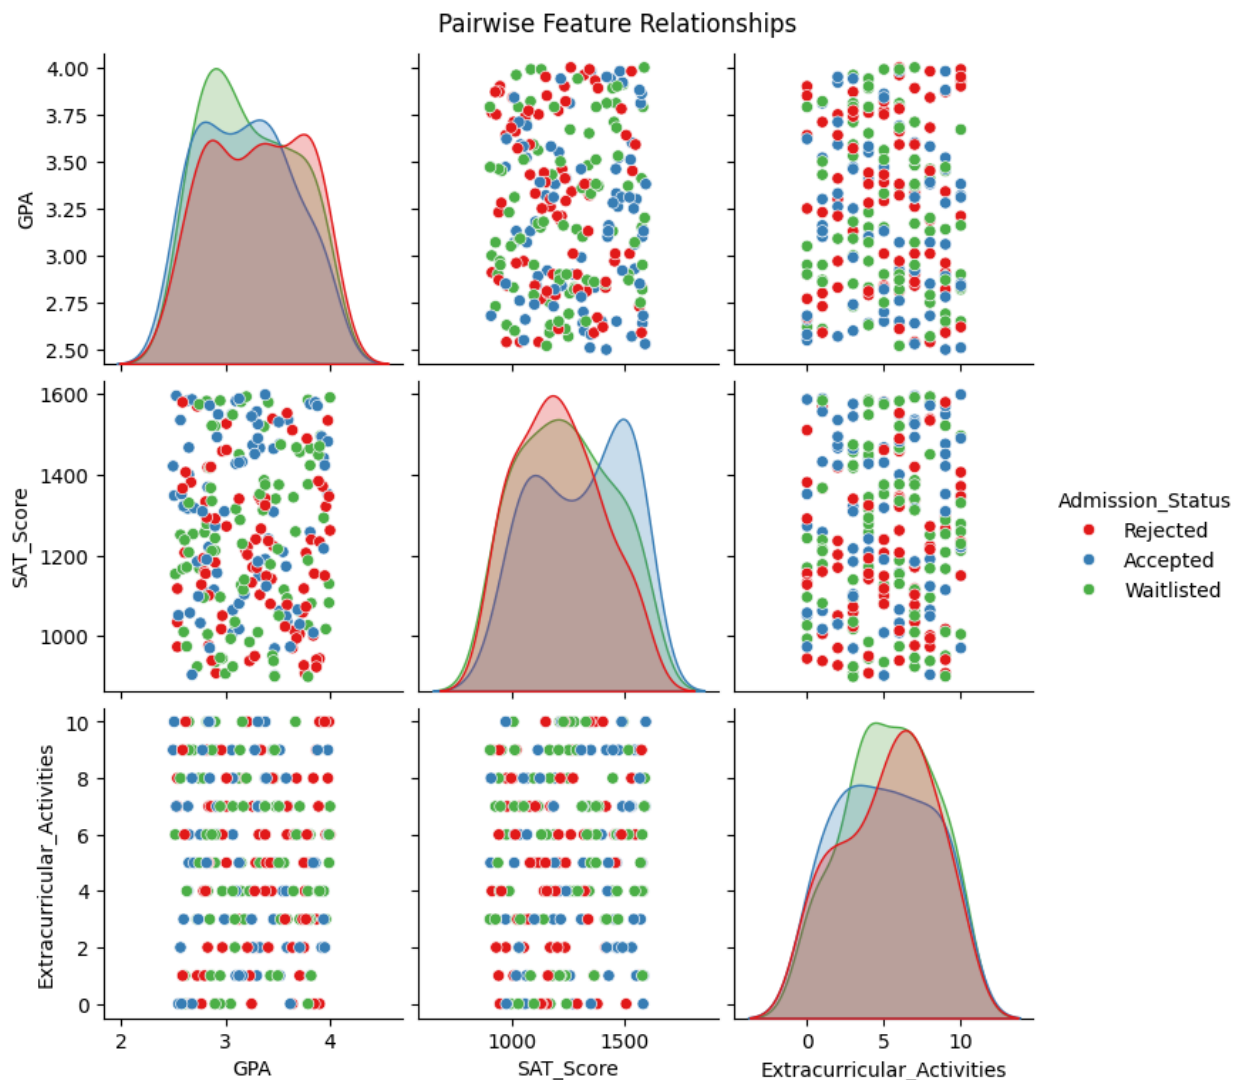 Pairwise Feature Relationships
GPA
4.00
3.75
3.50
3.25
3.00
2.75
2.50
SAT_Score
1600
1400
1200
1000
Extracurricular_Activities
10
8
6
4
2
0
2 3 4
GPA
1000 1500
SAT_Score
0 5 10
Extracurricular_Activities
Admission_Status
Rejected
Accepted
Waitlisted